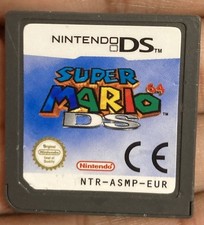 NINTENDO DS
SUPER
MARIO 64
DS
Nintendo
CE
NTR-ASMP-EUR